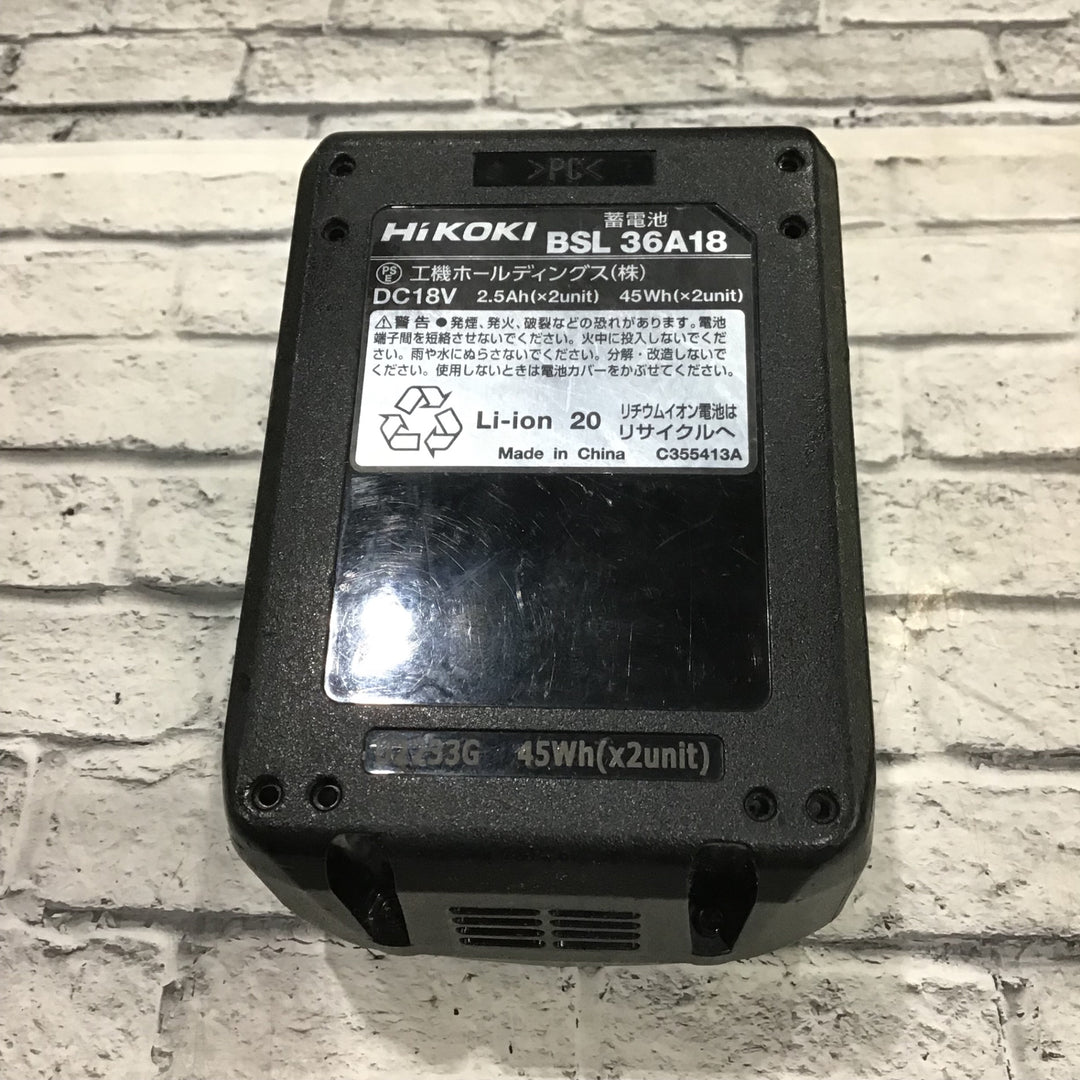 >PC<
蓄電池
HiKOKI BSL 36A18
PSE 工機ホールディングス(株)
DC18V 2.5Ah(×2unit) 45Wh(×2unit)
⚠警告 ●発煙、発火、破裂などの恐れがあります。電池
端子間を短絡させないでください。火中に投入しないでくだ
さい。雨や水にぬらさないでください。分解・改造しないで
ください。使用しないときは電池カバーをかぶせてください。
Li-ion 20 リチウムイオン電池は
リサイクルへ
Made in China C355413A
45Wh(x2unit)